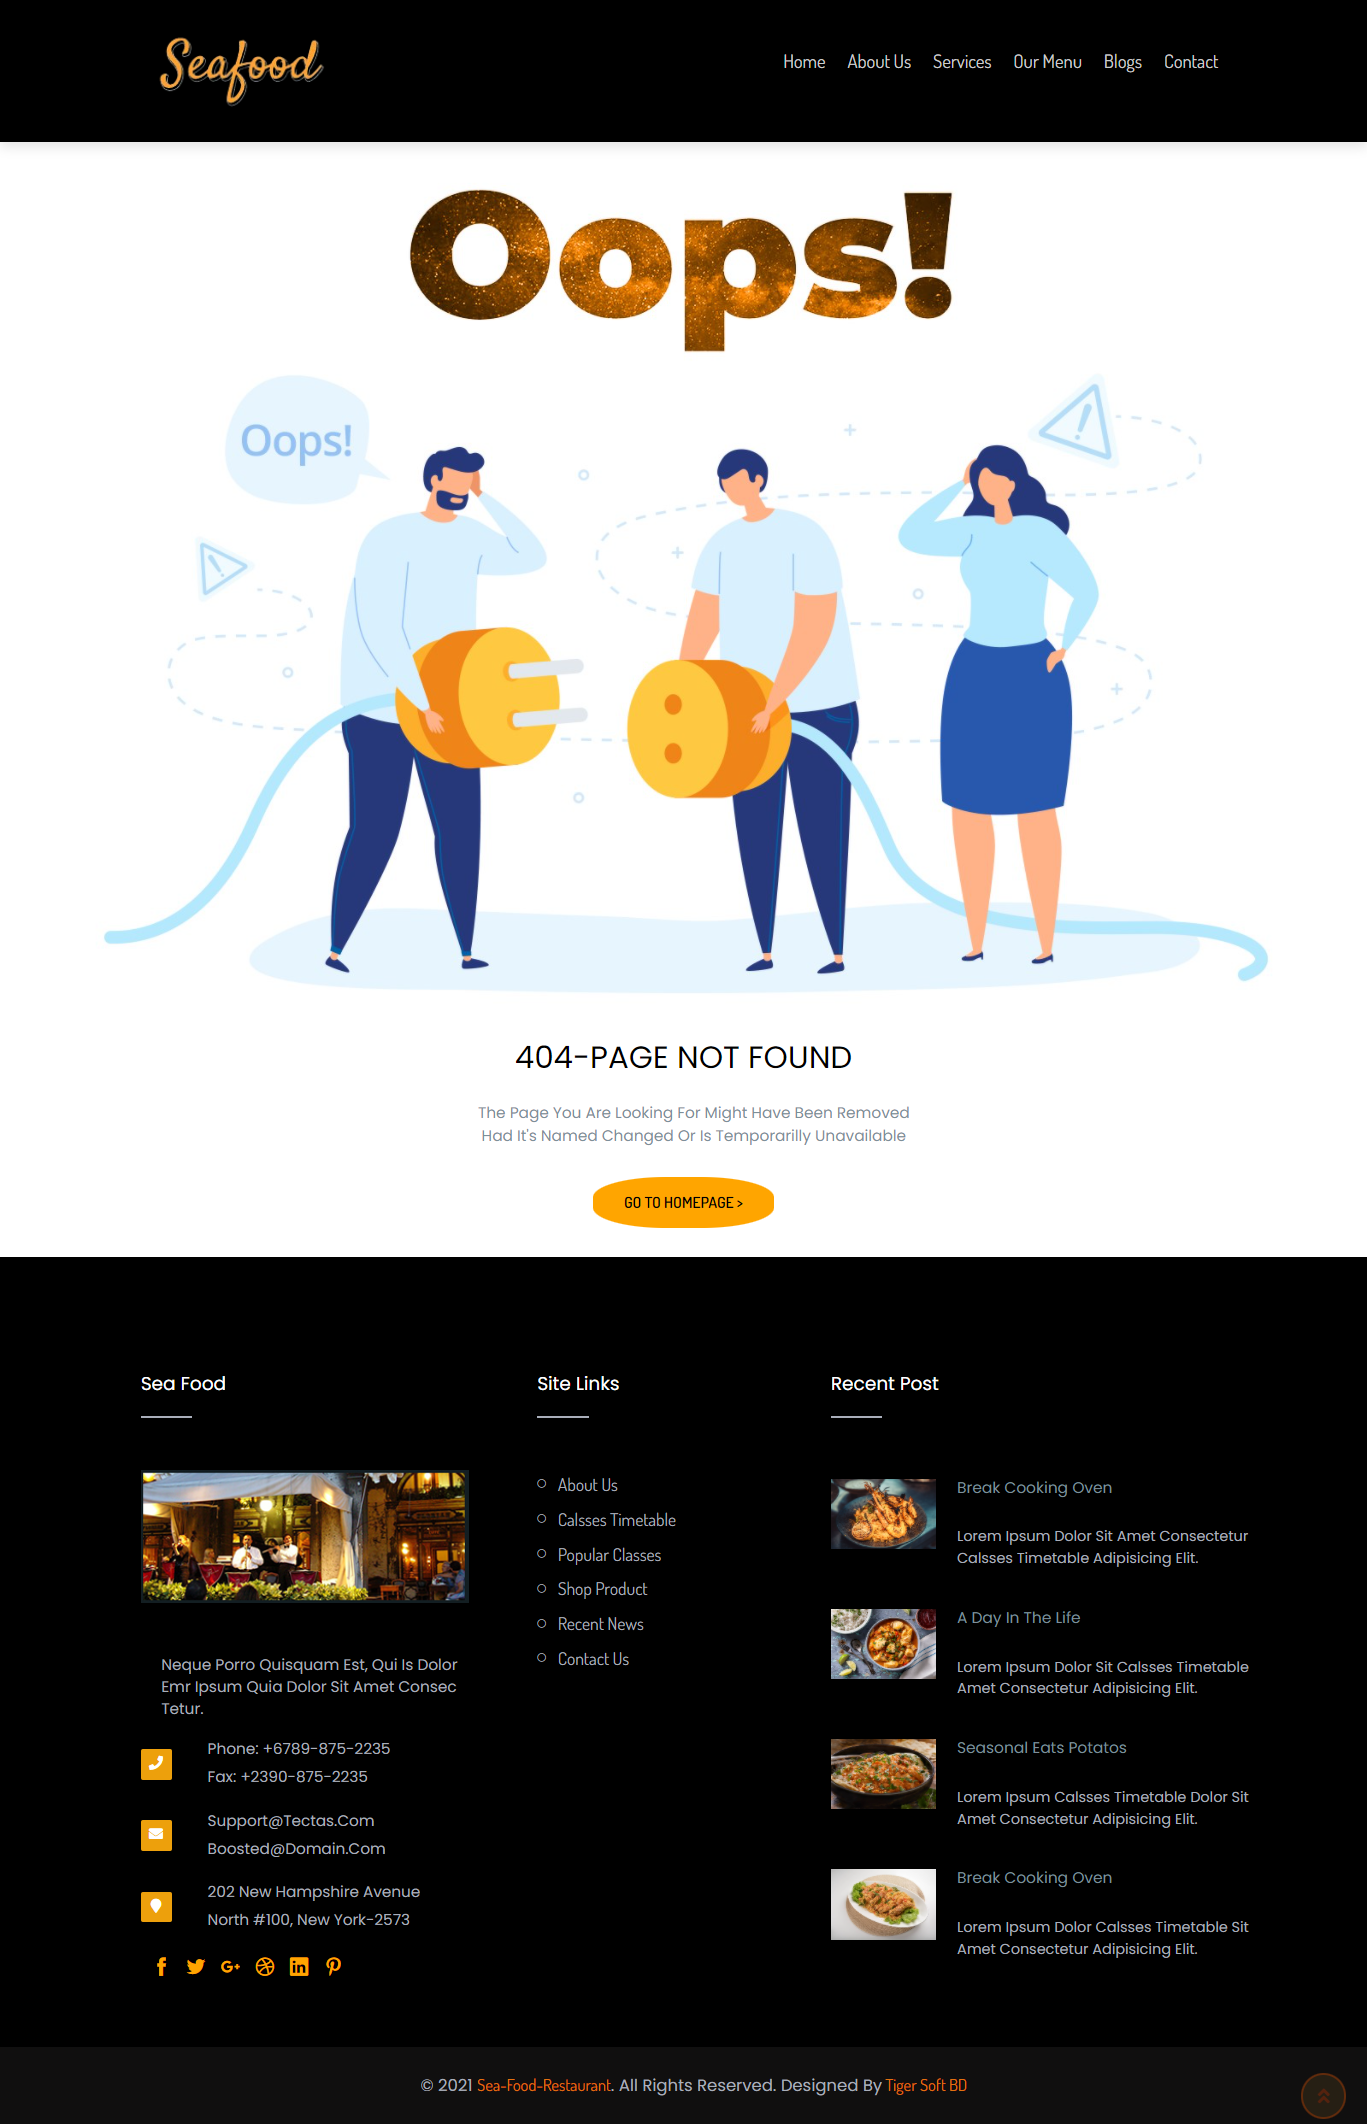 Seafood
Home About Us Services Our Menu Blogs Contact
Oops!
Oops!
404-PAGE NOT FOUND
The Page You Are Looking For Might Have Been Removed
Had It's Named Changed Or Is Temporarilly Unavailable
GO TO HOMEPAGE >
Sea Food
Neque Porro Quisquam Est, Qui Is Dolor
Emr Ipsum Quia Dolor Sit Amet Consec
Tetur.
Phone: +6789-875-2235
Fax: +2390-875-2235
Support@Tectas.Com
Boosted@Domain.Com
202 New Hampshire Avenue
North #100, New York-2573
Site Links
About Us
Calsses Timetable
Popular Classes
Shop Product
Recent News
Contact Us
Recent Post
Break Cooking Oven
Lorem Ipsum Dolor Sit Amet Consectetur
Calsses Timetable Adipisicing Elit.
A Day In The Life
Lorem Ipsum Dolor Sit Calsses Timetable
Amet Consectetur Adipisicing Elit.
Seasonal Eats Potatos
Lorem Ipsum Calsses Timetable Dolor Sit
Amet Consectetur Adipisicing Elit.
Break Cooking Oven
Lorem Ipsum Dolor Calsses Timetable Sit
Amet Consectetur Adipisicing Elit.
© 2021 Sea-Food-Restaurant. All Rights Reserved. Designed By Tiger Soft BD